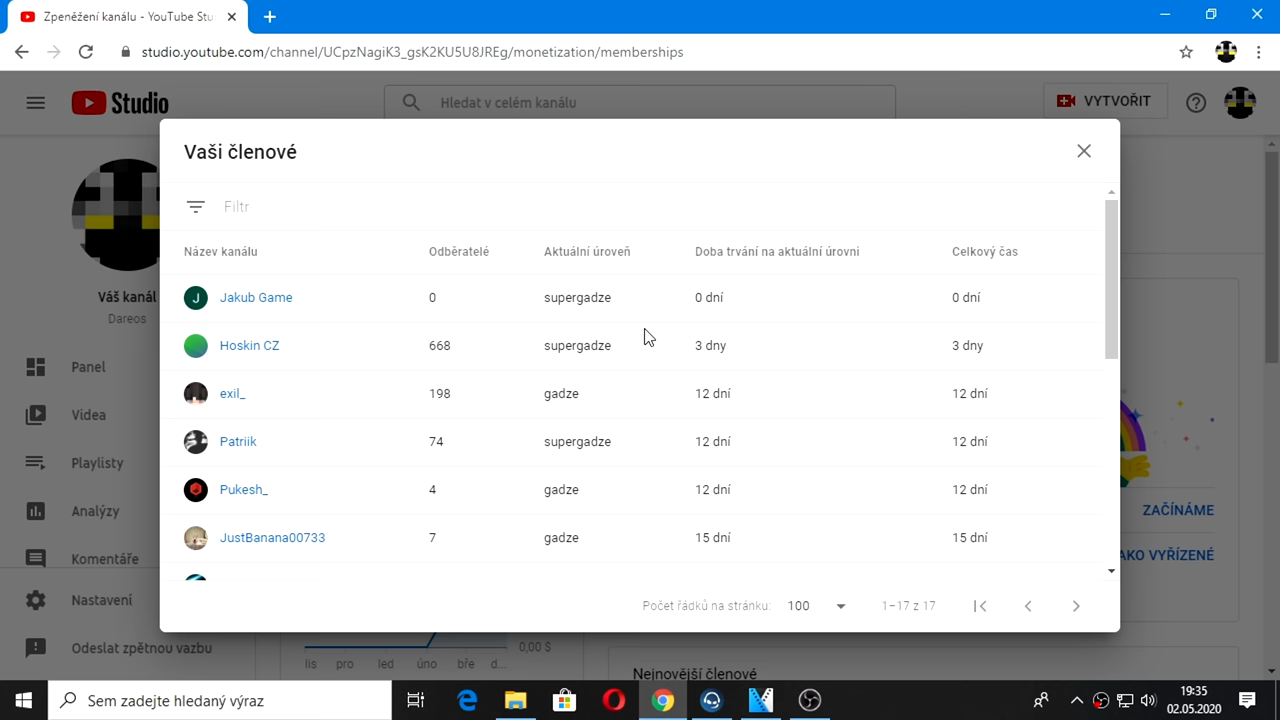 Zpeněžení kanálu - YouTube Stu
studio.youtube.com/channel/UCpzNagiK3_gsK2KU5U8JREg/monetization/memberships
Studio
Hledat v celém kanálu
VYTVOŘIT
Vaši členové
Filtr
Název kanálu Odběratelé Aktuální úroveň Doba trvání na aktuální úrovni Celkový čas
J Jakub Game 0 supergadze 0 dní 0 dní
Hoskin CZ 668 supergadze 3 dny 3 dny
exil_ 198 gadze 12 dní 12 dní
Patriik 74 supergadze 12 dní 12 dní
Pukesh_ 4 gadze 12 dní 12 dní
JustBanana00733 7 gadze 15 dní 15 dní
Počet řádků na stránku: 100 1–17 z 17
Váš kanál
Dareos
Panel
Videa
Playlisty
Analýzy
Komentáře
Nastavení
Odeslat zpětnou vazbu
ZAČÍNÁME
AKO VYŘÍZENÉ
0,00 $
lis pro led úno bře d...
Nejnovější členové
Sem zadejte hledaný výraz
19:35
02.05.2020